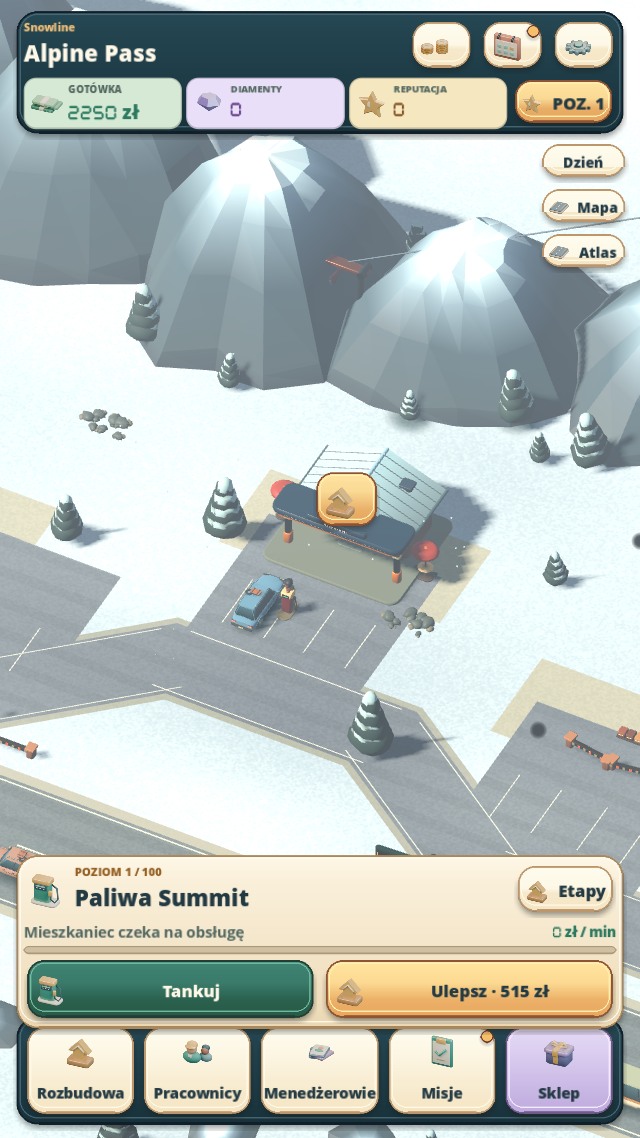 Snowline
Alpine Pass
GOTÓWKA
2250 zł
DIAMENTY
0
REPUTACJA
0
POZ. 1
Dzień
Mapa
Atlas
POZIOM 1 / 100
Paliwa Summit
Etapy
Mieszkaniec czeka na obsługę
0 zł / min
Tankuj
Ulepsz · 515 zł
Rozbudowa
Pracownicy
Menedżerowie
Misje
Sklep